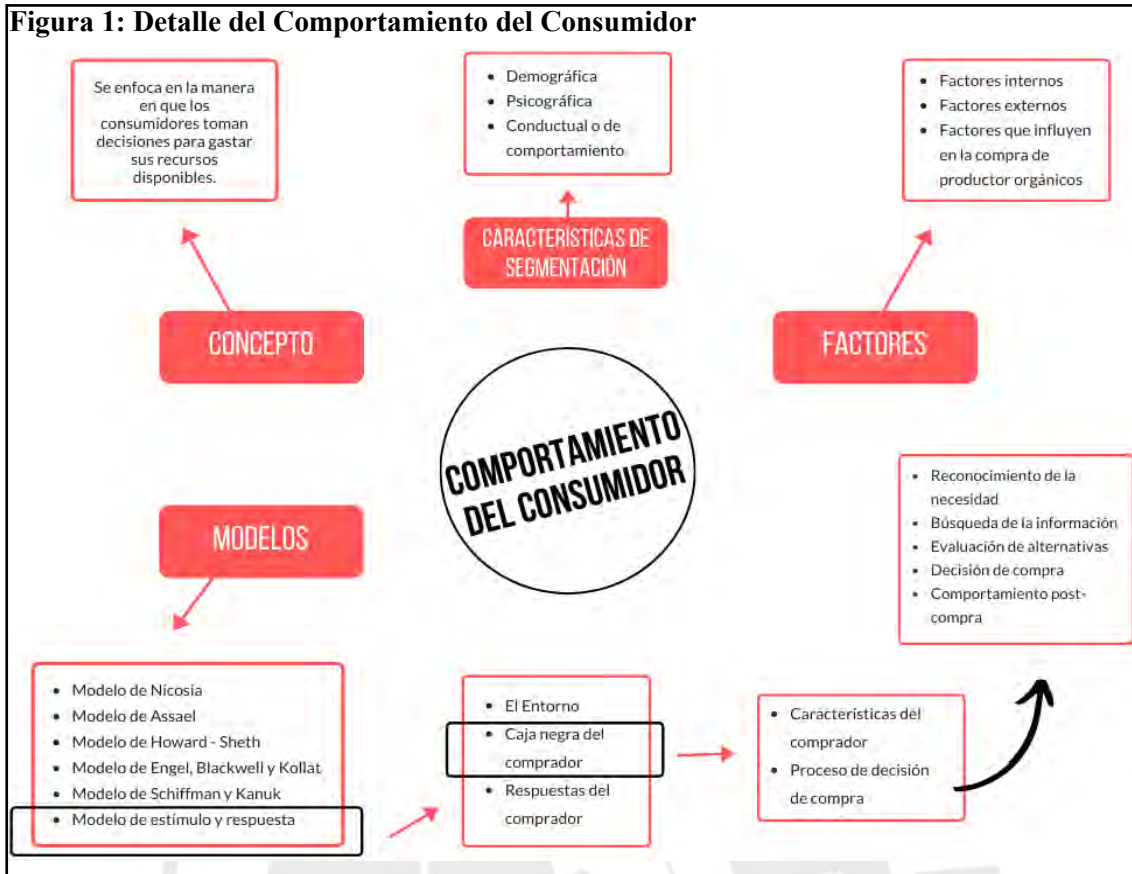 Figura 1: Detalle del Comportamiento del Consumidor
Se enfoca en la manera
en que los
consumidores toman
decisiones para gastar
sus recursos
disponibles.
• Demográfica
• Psicográfica
• Conductual o de
comportamiento
• Factores internos
• Factores externos
• Factores que influyen
en la compra de
productor orgánicos
CARACTERÍSTICAS DE
SEGMENTACIÓN
CONCEPTO
FACTORES
COMPORTAMIENTO
DEL CONSUMIDOR
MODELOS
• Reconocimiento de la
necesidad
• Búsqueda de la información
• Evaluación de alternativas
• Decisión de compra
• Comportamiento post-
compra
• Modelo de Nicosia
• Modelo de Assael
• Modelo de Howard - Sheth
• Modelo de Engel, Blackwell y Kollat
• Modelo de Schiffman y Kanuk
• Modelo de estímulo y respuesta
• El Entorno
• Caja negra del
comprador
• Respuestas del
comprador
• Características del
comprador
• Proceso de decisión
de compra